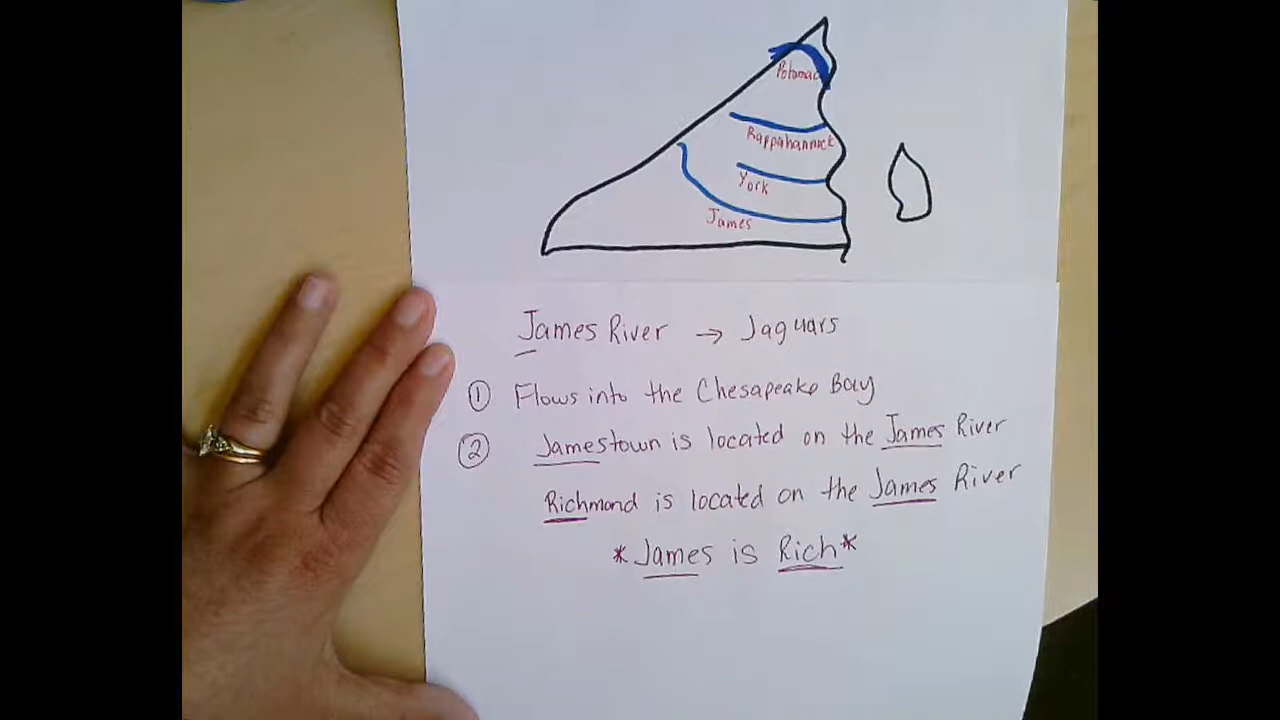 Potomac
Rappahannock
York
James
James River → Jaguars
① Flows into the Chesapeake Bay
② Jamestown is located on the James River
Richmond is located on the James River
*James is Rich*